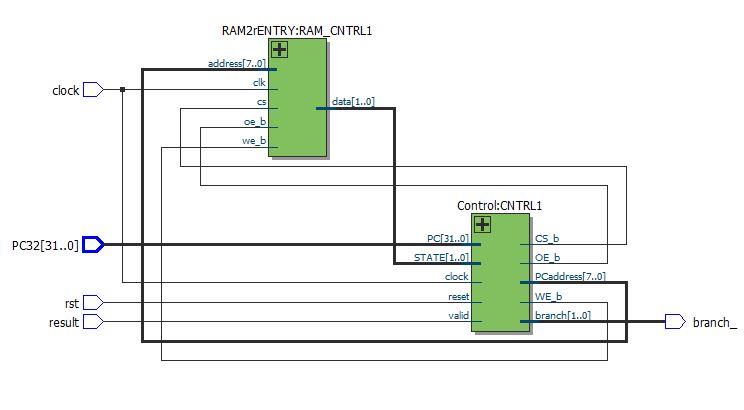 RAM2rENTRY:RAM_CNTRL1
address[7..0]
clock
clk
cs
data[1..0]
oe_b
we_b
Control:CNTRL1
PC32[31..0]
PC[31..0]
CS_b
STATE[1..0]
OE_b
clock
PCaddress[7..0]
rst
reset
WE_b
result
valid
branch[1..0]
branch_